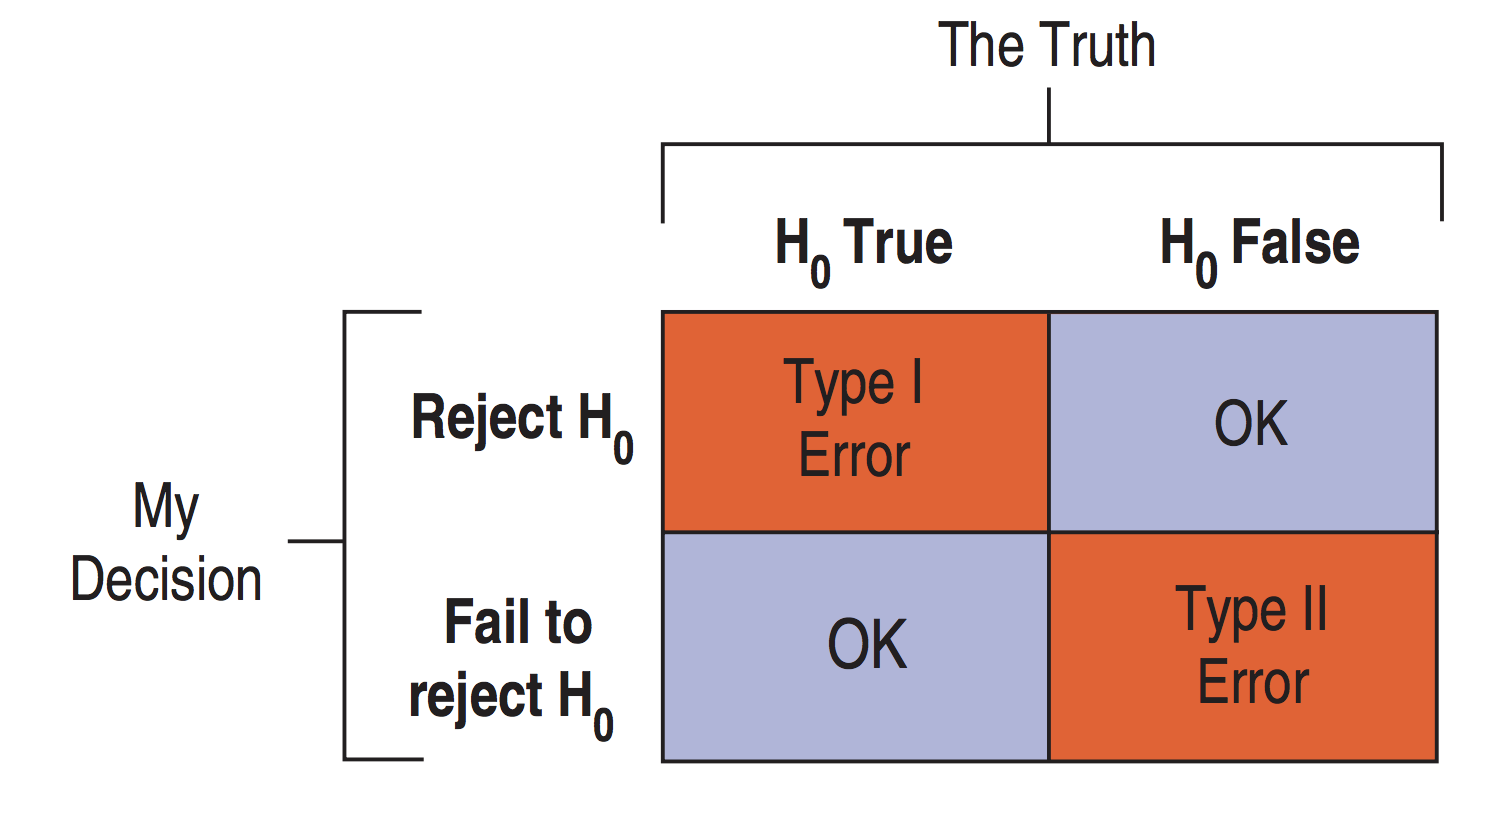 The Truth
H₀ True
H₀ False
Type I
Error
OK
Reject H₀
My
Decision
Fail to
reject H₀
OK
Type II
Error